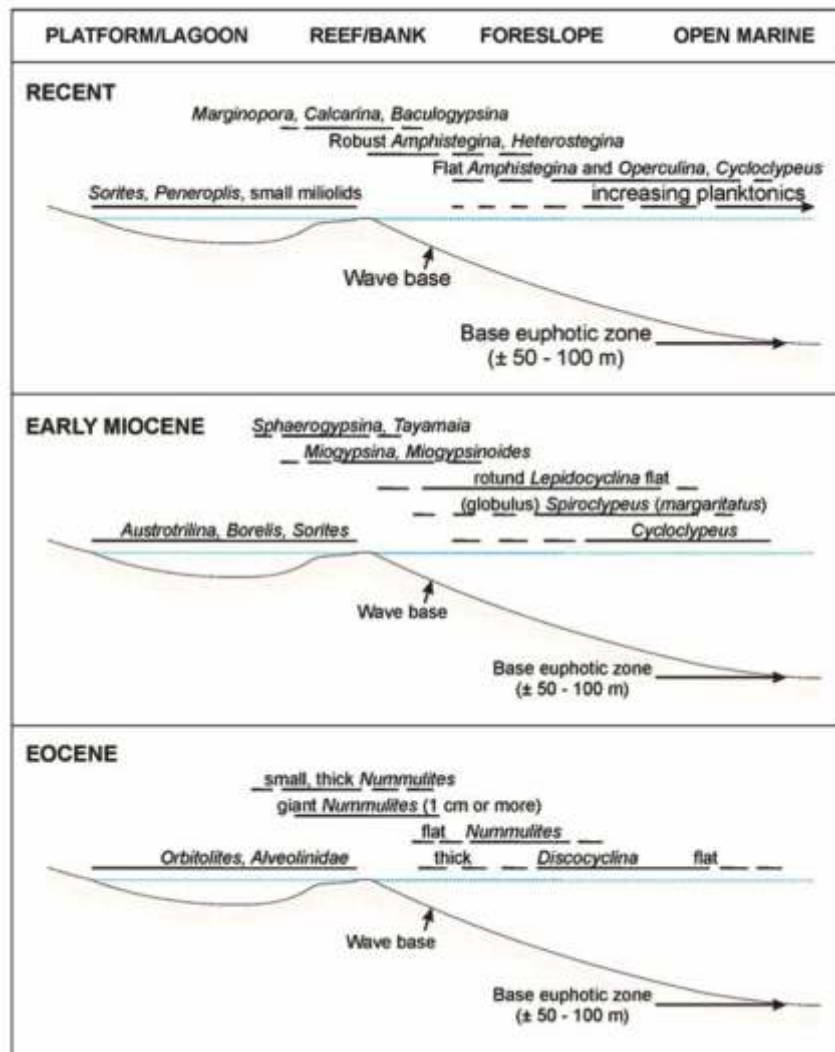 PLATFORM/LAGOON REEF/BANK FORESLOPE OPEN MARINE
RECENT
Marginopora, Calcarina, Baculogypsina
Robust Amphistegina, Heterostegina
Flat Amphistegina and Operculina, Cycloclypeus
Sorites, Peneroplis, small miliolids
increasing planktonics
Wave base
Base euphotic zone
(± 50 - 100 m)
EARLY MIOCENE
Sphaerogypsina, Tayamaia
Miogypsina, Miogypsinoides
rotund Lepidocyclina flat
(globulus) Spiroclypeus (margaritatus)
Austrotrilina, Borelis, Sorites
Cycloclypeus
Wave base
Base euphotic zone
(± 50 - 100 m)
EOCENE
small, thick Nummulites
giant Nummulites (1 cm or more)
flat Nummulites
Orbitolites, Alveolinidae
thick Discocyclina flat
Wave base
Base euphotic zone
(± 50 - 100 m)